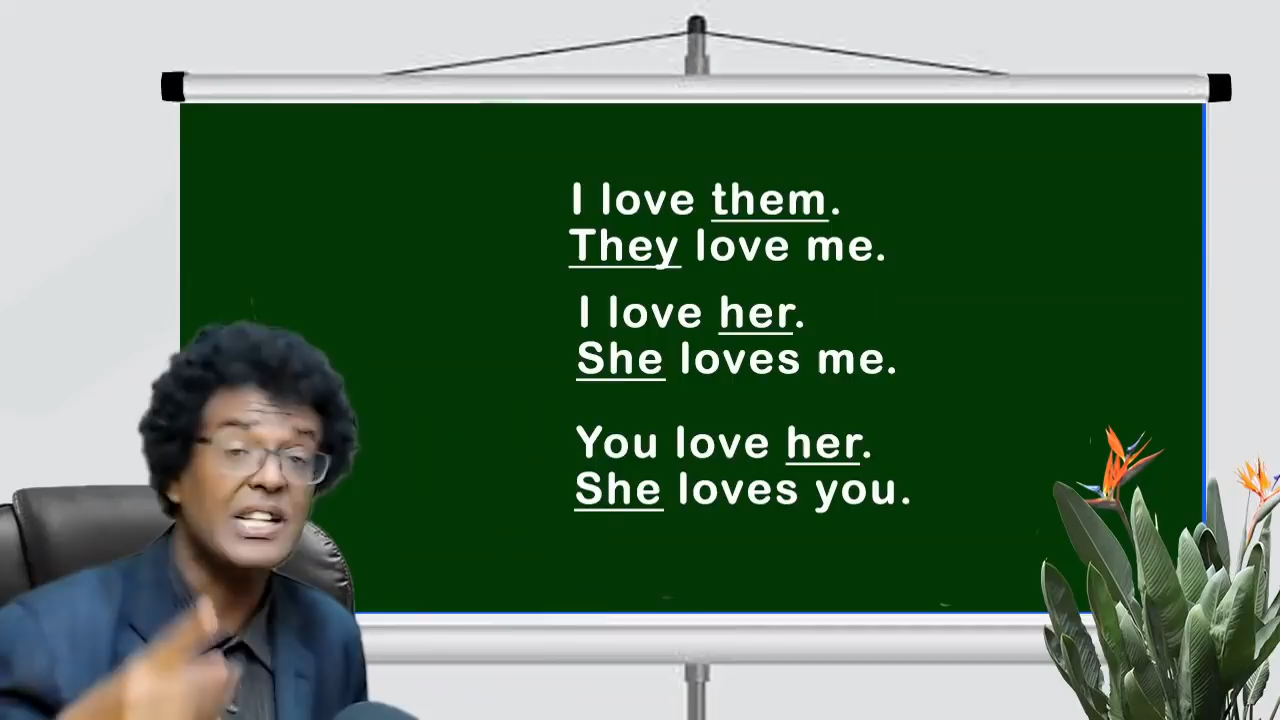 I love them.
They love me.
I love her.
She loves me.
You love her.
She loves you.